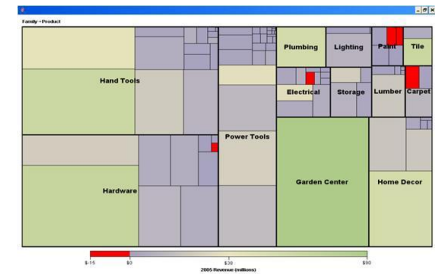 Family - Product
Plumbing
Lighting
Paint
Tile
Hand Tools
Electrical
Storage
Lumber
Carpet
Power Tools
Hardware
Garden Center
Home Decor
$-15
$0
$30
$90
2005 Revenue (millions)